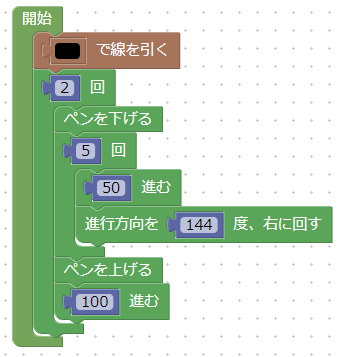 開始
で線を引く
2 回
ペンを下げる
5 回
50 進む
進行方向を 144 度、右に回す
ペンを上げる
100 進む